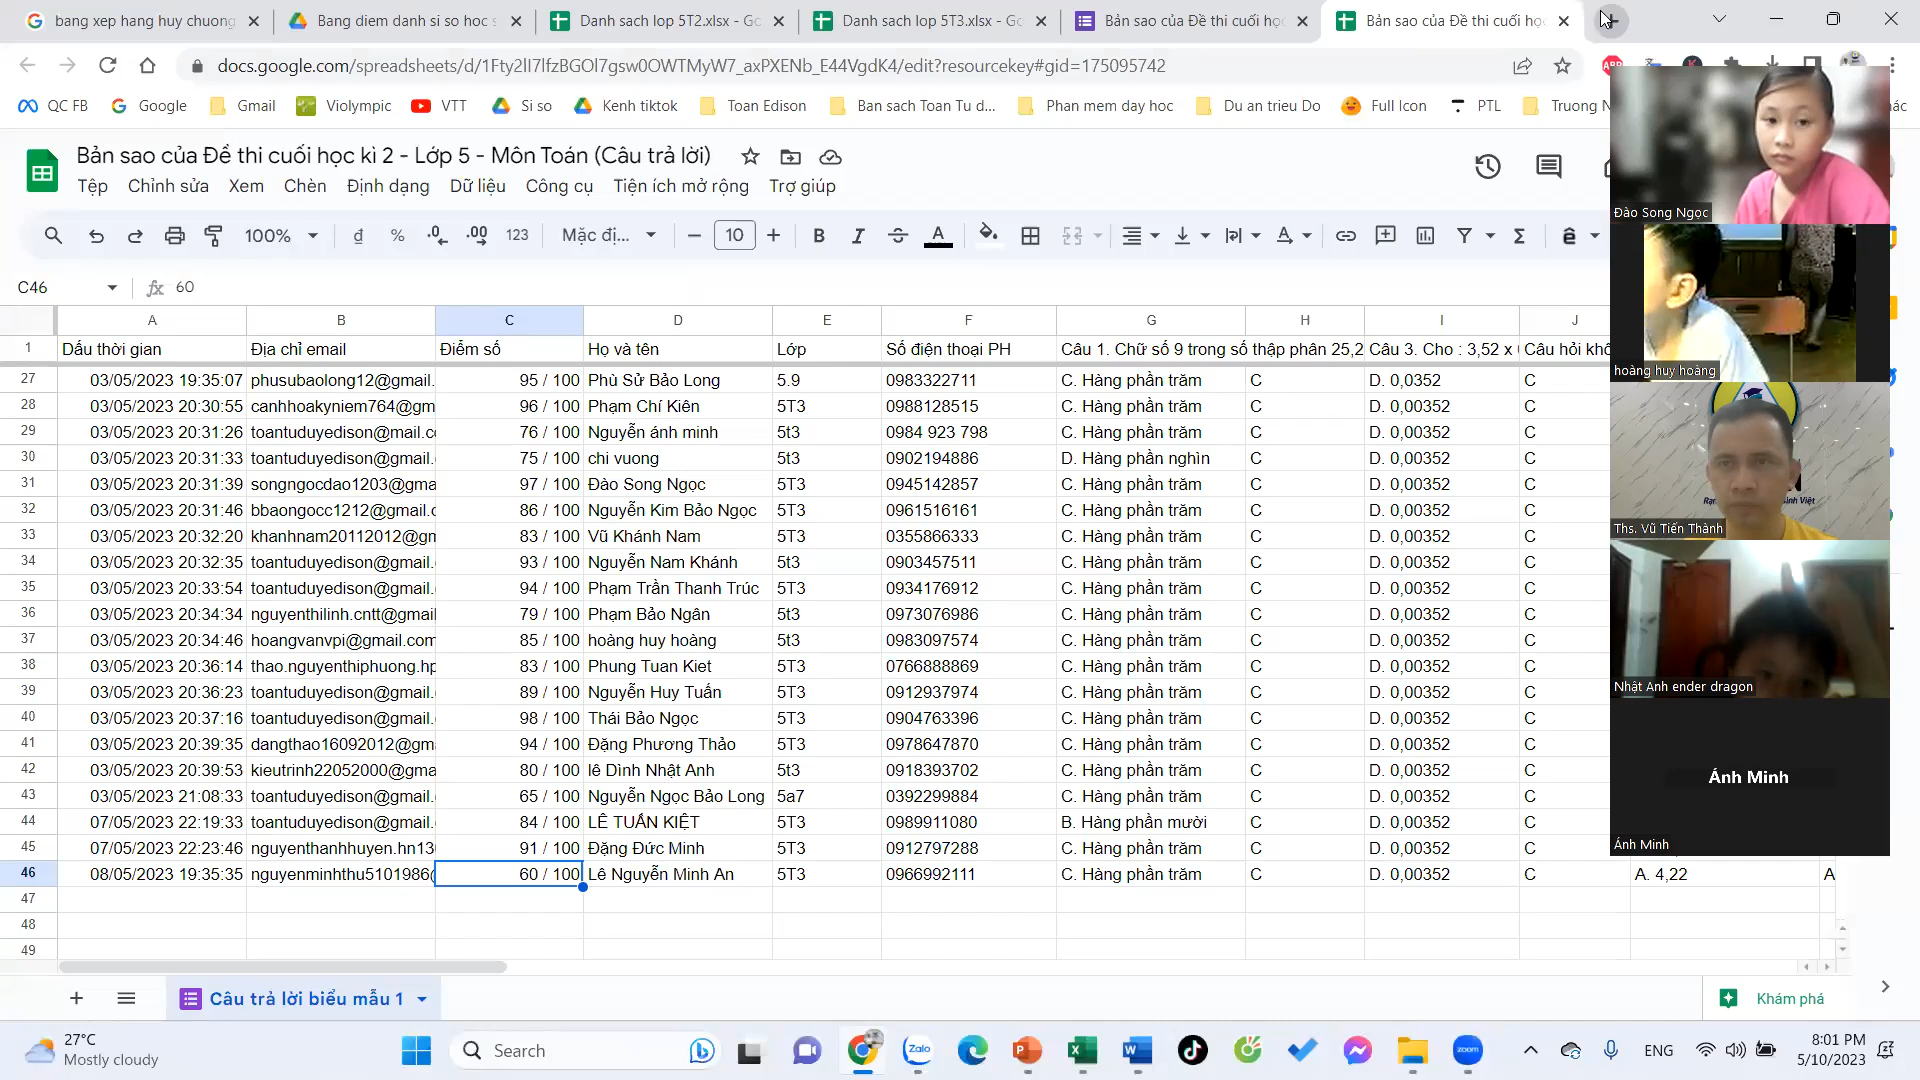 bang xep hang huy chuong
Bang diem danh si so hoc s
Danh sach lop 5T2.xlsx - Go
Danh sach lop 5T3.xlsx - Go
Bản sao của Đề thi cuối học
Bản sao của Đề thi cuối học
docs.google.com/spreadsheets/d/1Fty2lI7lfzBGOl7gsw0OWTMyW7_axPXENb_E44VgdK4/edit?resourcekey#gid=175095742
QC FB Google Gmail Violympic VTT Si so Kenh tiktok Toan Edison Ban sach Toan Tu d... Phan mem day hoc Du an trieu Do Full Icon PTL Truong N
Bản sao của Đề thi cuối học kì 2 - Lớp 5 - Môn Toán (Câu trả lời)
Tệp Chỉnh sửa Xem Chèn Định dạng Dữ liệu Công cụ Tiện ích mở rộng Trợ giúp
100% đ % .0 .00 123 Mặc đị... 10 B I A
C46 fx 60
A B C D E F G H I J
1 Dấu thời gian Địa chỉ email Điểm số Họ và tên Lớp Số điện thoại PH Câu 1. Chữ số 9 trong số thập phân 25,2 Câu 3. Cho : 3,52 x Câu hỏi khô
27 03/05/2023 19:35:07 phusubaolong12@gmail. 95 / 100 Phù Sử Bảo Long 5.9 0983322711 C. Hàng phần trăm C D. 0,0352 C
28 03/05/2023 20:30:55 canhhoakyniem764@gm 96 / 100 Phạm Chí Kiên 5T3 0988128515 C. Hàng phần trăm C D. 0,00352 C
29 03/05/2023 20:31:26 toantuduyedison@mail.c 76 / 100 Nguyễn ánh minh 5t3 0984 923 798 C. Hàng phần trăm C D. 0,00352 C
30 03/05/2023 20:31:33 toantuduyedison@gmail. 75 / 100 chi vuong 5t3 0902194886 D. Hàng phần nghìn C D. 0,00352 C
31 03/05/2023 20:31:39 songngocdao1203@gma 97 / 100 Đào Song Ngọc 5T3 0945142857 C. Hàng phần trăm C D. 0,00352 C
32 03/05/2023 20:31:46 bbaongocc1212@gmail.c 86 / 100 Nguyễn Kim Bảo Ngọc 5T3 0961516161 C. Hàng phần trăm C D. 0,00352 C
33 03/05/2023 20:32:20 khanhnam20112012@gm 83 / 100 Vũ Khánh Nam 5T3 0355866333 C. Hàng phần trăm C D. 0,00352 C
34 03/05/2023 20:32:35 toantuduyedison@gmail. 93 / 100 Nguyễn Nam Khánh 5t3 0903457511 C. Hàng phần trăm C D. 0,00352 C
35 03/05/2023 20:33:54 toantuduyedison@gmail. 94 / 100 Phạm Trần Thanh Trúc 5T3 0934176912 C. Hàng phần trăm C D. 0,00352 C
36 03/05/2023 20:34:34 nguyenthilinh.cntt@gmail 79 / 100 Phạm Bảo Ngân 5t3 0973076986 C. Hàng phần trăm C D. 0,00352 C
37 03/05/2023 20:34:46 hoangvanvpi@gmail.com 85 / 100 hoàng huy hoàng 5t3 0983097574 C. Hàng phần trăm C D. 0,00352 C
38 03/05/2023 20:36:14 thao.nguyenthiphuong.hp 83 / 100 Phung Tuan Kiet 5T3 0766888869 C. Hàng phần trăm C D. 0,00352 C
39 03/05/2023 20:36:23 toantuduyedison@gmail. 89 / 100 Nguyễn Huy Tuấn 5T3 0912937974 C. Hàng phần trăm C D. 0,00352 C
40 03/05/2023 20:37:16 toantuduyedison@gmail. 98 / 100 Thái Bảo Ngọc 5T3 0904763396 C. Hàng phần trăm C D. 0,00352 C
41 03/05/2023 20:39:35 dangthao16092012@gm 94 / 100 Đặng Phương Thảo 5T3 0978647870 C. Hàng phần trăm C D. 0,00352 C
42 03/05/2023 20:39:53 kieutrinh22052000@gma 80 / 100 lê Dình Nhật Anh 5t3 0918393702 C. Hàng phần trăm C D. 0,00352 C
43 03/05/2023 21:08:33 toantuduyedison@gmail. 65 / 100 Nguyễn Ngọc Bảo Long 5a7 0392299884 C. Hàng phần trăm C D. 0,00352 C
44 07/05/2023 22:19:33 toantuduyedison@gmail. 84 / 100 LÊ TUẤN KIỆT 5T3 0989911080 B. Hàng phần mười C D. 0,00352 C
45 07/05/2023 22:23:46 nguyenthanhhuyen.hn13 91 / 100 Đặng Đức Minh 5T3 0912797288 C. Hàng phần trăm C D. 0,00352 C
46 08/05/2023 19:35:35 nguyenminhthu5101986@ 60 / 100 Lê Nguyễn Minh An 5T3 0966992111 C. Hàng phần trăm C D. 0,00352 C A. 4,22 A
47
48
49
Đào Song Ngọc
hoàng huy hoàng
Ths. Vũ Tiến Thành
Nhật Anh ender dragon
Ánh Minh
Ánh Minh
Câu trả lời biểu mẫu 1
Khám phá
27°C
Mostly cloudy
Search
Zalo
zoom
ENG
8:01 PM
5/10/2023